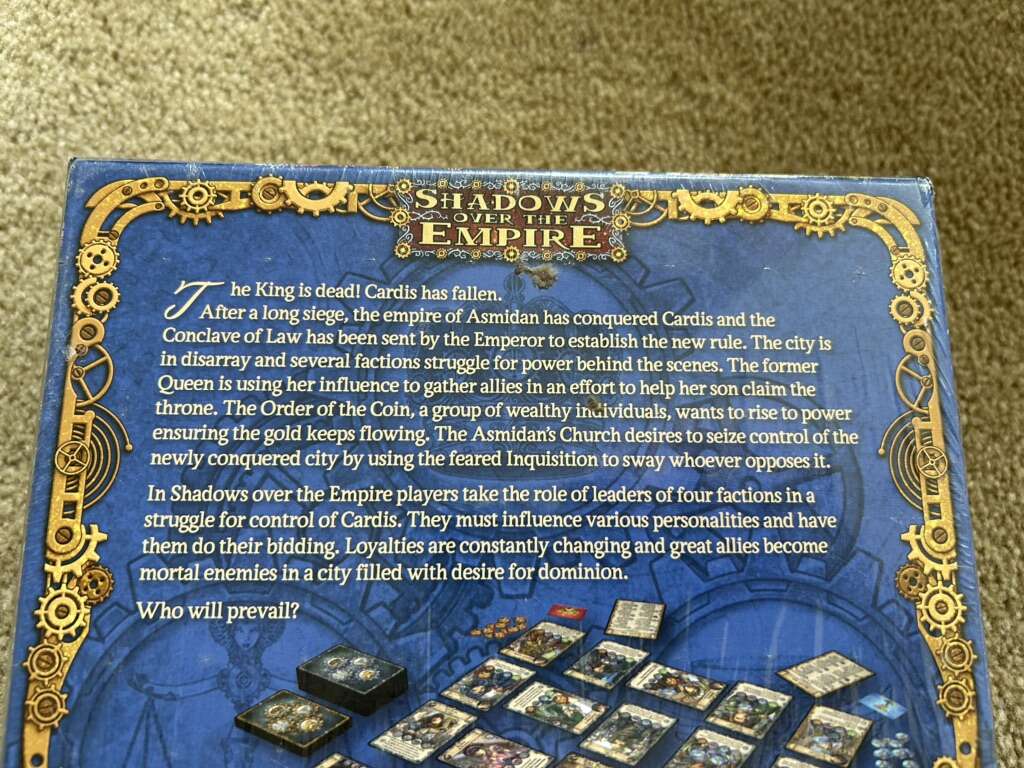 SHADOWS
OVER THE
EMPIRE
The King is dead! Cardis has fallen.
After a long siege, the empire of Asmidan has conquered Cardis and the
Conclave of Law has been sent by the Emperor to establish the new rule. The city is
in disarray and several factions struggle for power behind the scenes. The former
Queen is using her influence to gather allies in an effort to help her son claim the
throne. The Order of the Coin, a group of wealthy individuals, wants to rise to power
ensuring the gold keeps flowing. The Asmidan's Church desires to seize control of the
newly conquered city by using the feared Inquisition to sway whoever opposes it.
In Shadows over the Empire players take the role of leaders of four factions in a
struggle for control of Cardis. They must influence various personalities and have
them do their bidding. Loyalties are constantly changing and great allies become
mortal enemies in a city filled with desire for dominion.
Who will prevail?